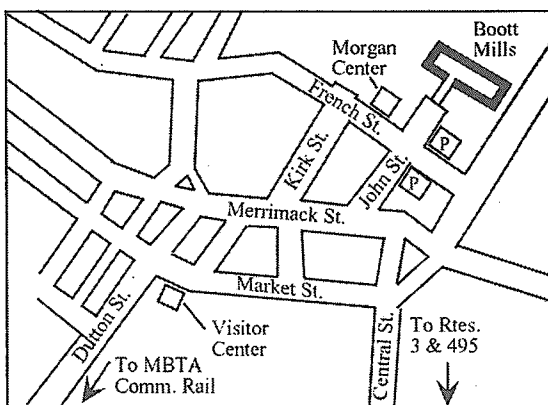 Boott
Mills
Morgan
Center
French St.
P
Kirk St.
John St.
P
Merrimack St.
Market St.
Visitor
Center
Dutton St.
To MBTA
Comm. Rail
Central St.
To Rtes.
3 & 495